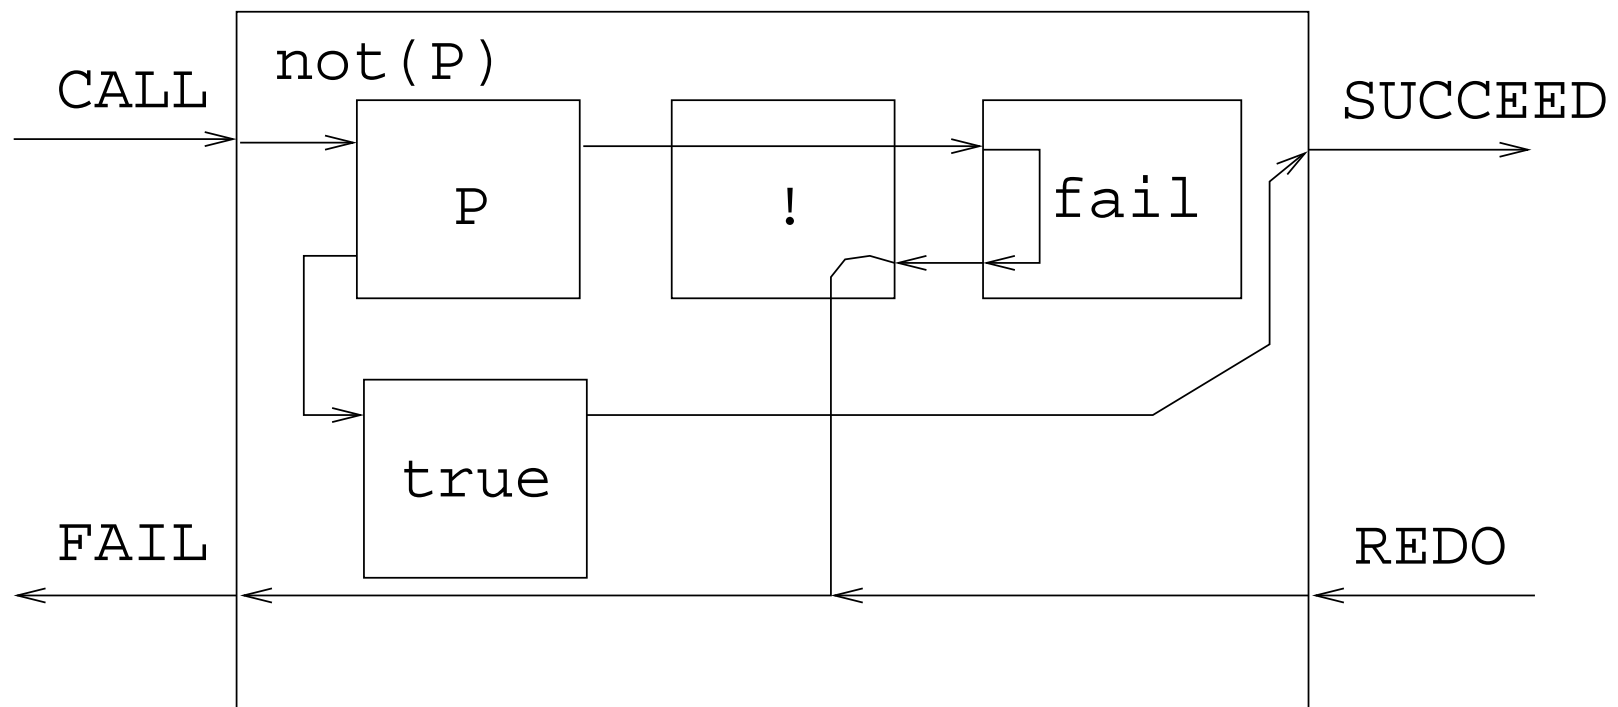 not(P)
CALL
SUCCEED
P
!
fail
true
FAIL
REDO